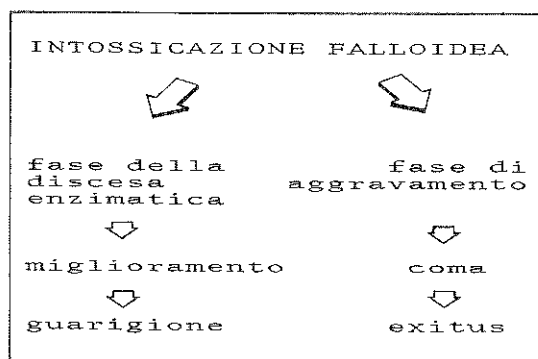 INTOSSICAZIONE FALLOIDEA
fase della
discesa
enzimatica
miglioramento
guarigione
fase di
aggravamento
coma
exitus